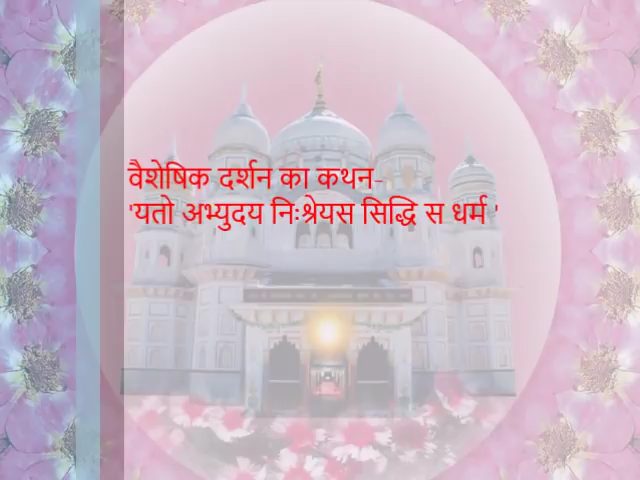 वैशेषिक दर्शन का कथन-
'यतो अभ्युदय निःश्रेयस सिद्धि स धर्म '